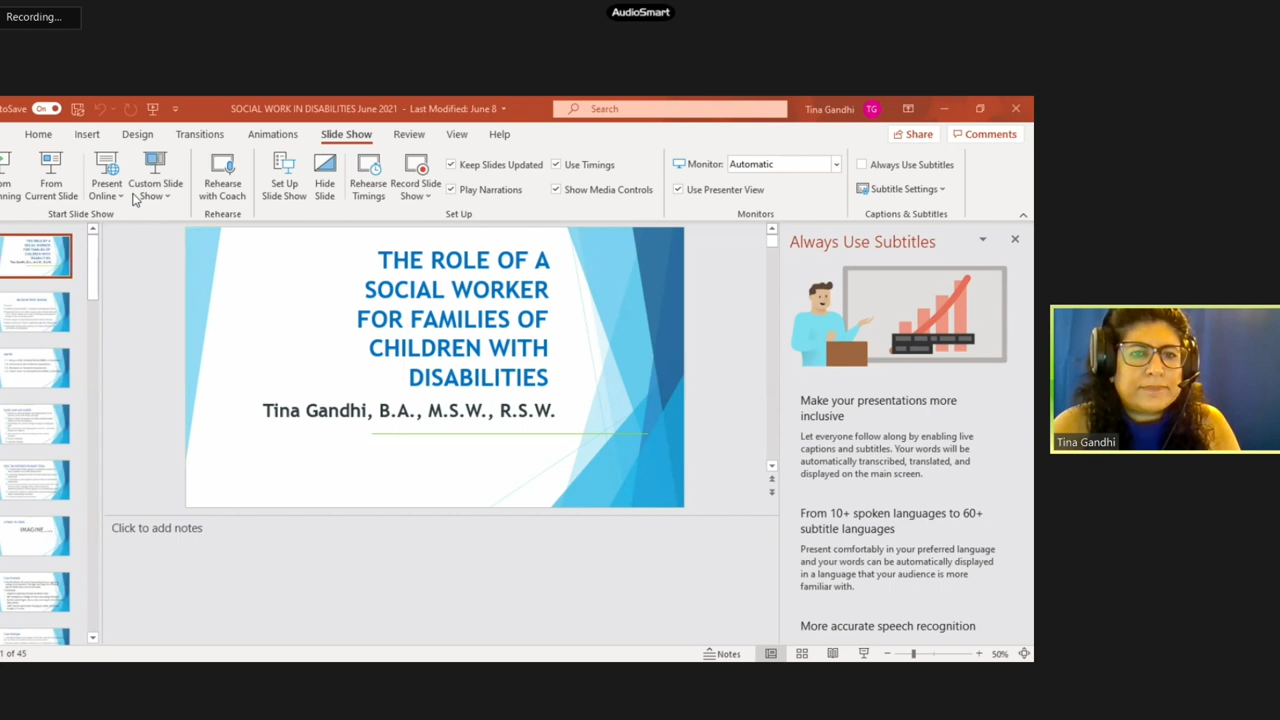 Recording...
AudioSmart
toSave On
SOCIAL WORK IN DISABILITIES June 2021 - Last Modified: June 8
Search
Tina Gandhi TG
Home Insert Design Transitions Animations Slide Show Review View Help
Share Comments
From Current Slide
Present Online
Custom Slide Show
Rehearse with Coach
Set Up Slide Show
Hide Slide
Rehearse Timings
Record Slide Show
Keep Slides Updated
Play Narrations
Use Timings
Show Media Controls
Monitor: Automatic
Use Presenter View
Always Use Subtitles
Subtitle Settings
Start Slide Show Rehearse Set Up Monitors Captions & Subtitles
THE ROLE OF A
SOCIAL WORKER
FOR FAMILIES OF
CHILDREN WITH
DISABILITIES
Tina Gandhi, B.A., M.S.W., R.S.W.
IMAGINE
Click to add notes
Always Use Subtitles
Make your presentations more
inclusive
Let everyone follow along by enabling live
captions and subtitles. Your words will be
automatically transcribed, translated, and
displayed on the main screen.
From 10+ spoken languages to 60+
subtitle languages
Present comfortably in your preferred language
and your words can be automatically displayed
in a language that your audience is more
familiar with.
More accurate speech recognition
Tina Gandhi
1 of 45
Notes
50%